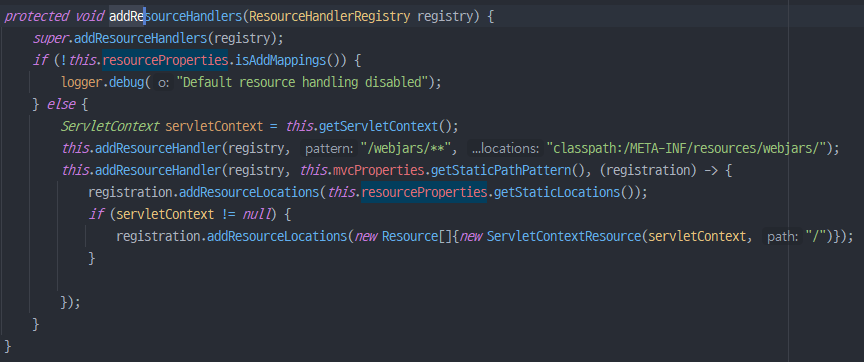 protected void addResourceHandlers(ResourceHandlerRegistry registry) {
super.addResourceHandlers(registry);
if (!this.resourceProperties.isAddMappings()) {
logger.debug( o: "Default resource handling disabled");
} else {
ServletContext servletContext = this.getServletContext();
this.addResourceHandler(registry, pattern: "/webjars/**", ...locations: "classpath:/META-INF/resources/webjars/");
this.addResourceHandler(registry, this.mvcProperties.getStaticPathPattern(), (registration) -> {
registration.addResourceLocations(this.resourceProperties.getStaticLocations());
if (servletContext != null) {
registration.addResourceLocations(new Resource[]{new ServletContextResource(servletContext, path: "/")});
}
});
}
}